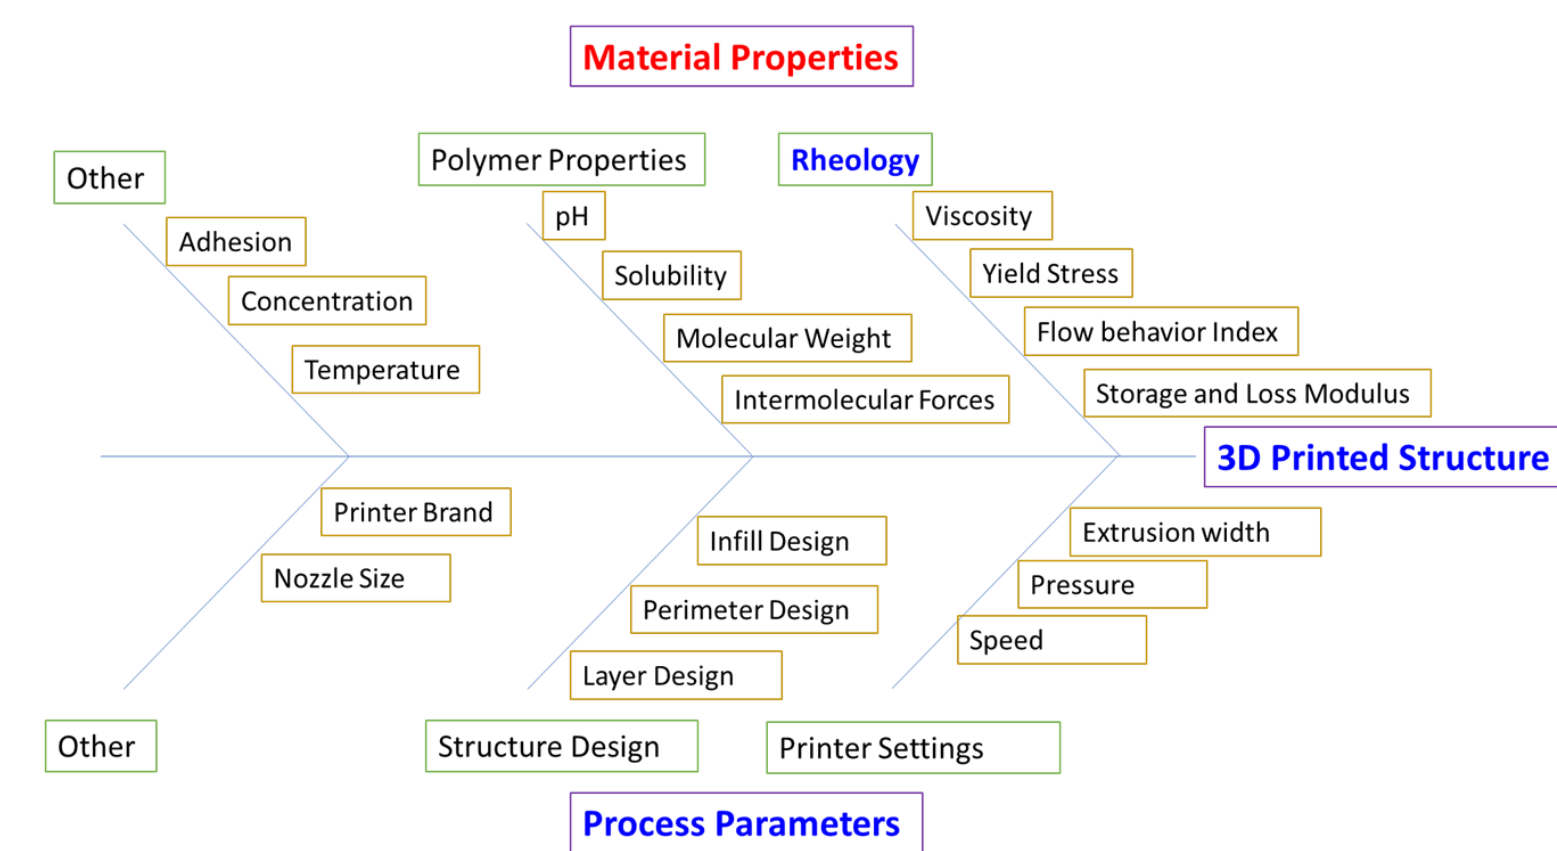 Material Properties
Other
Polymer Properties
Rheology
Adhesion
Concentration
Temperature
pH
Solubility
Molecular Weight
Intermolecular Forces
Viscosity
Yield Stress
Flow behavior Index
Storage and Loss Modulus
3D Printed Structure
Printer Brand
Nozzle Size
Infill Design
Perimeter Design
Layer Design
Extrusion width
Pressure
Speed
Other
Structure Design
Printer Settings
Process Parameters